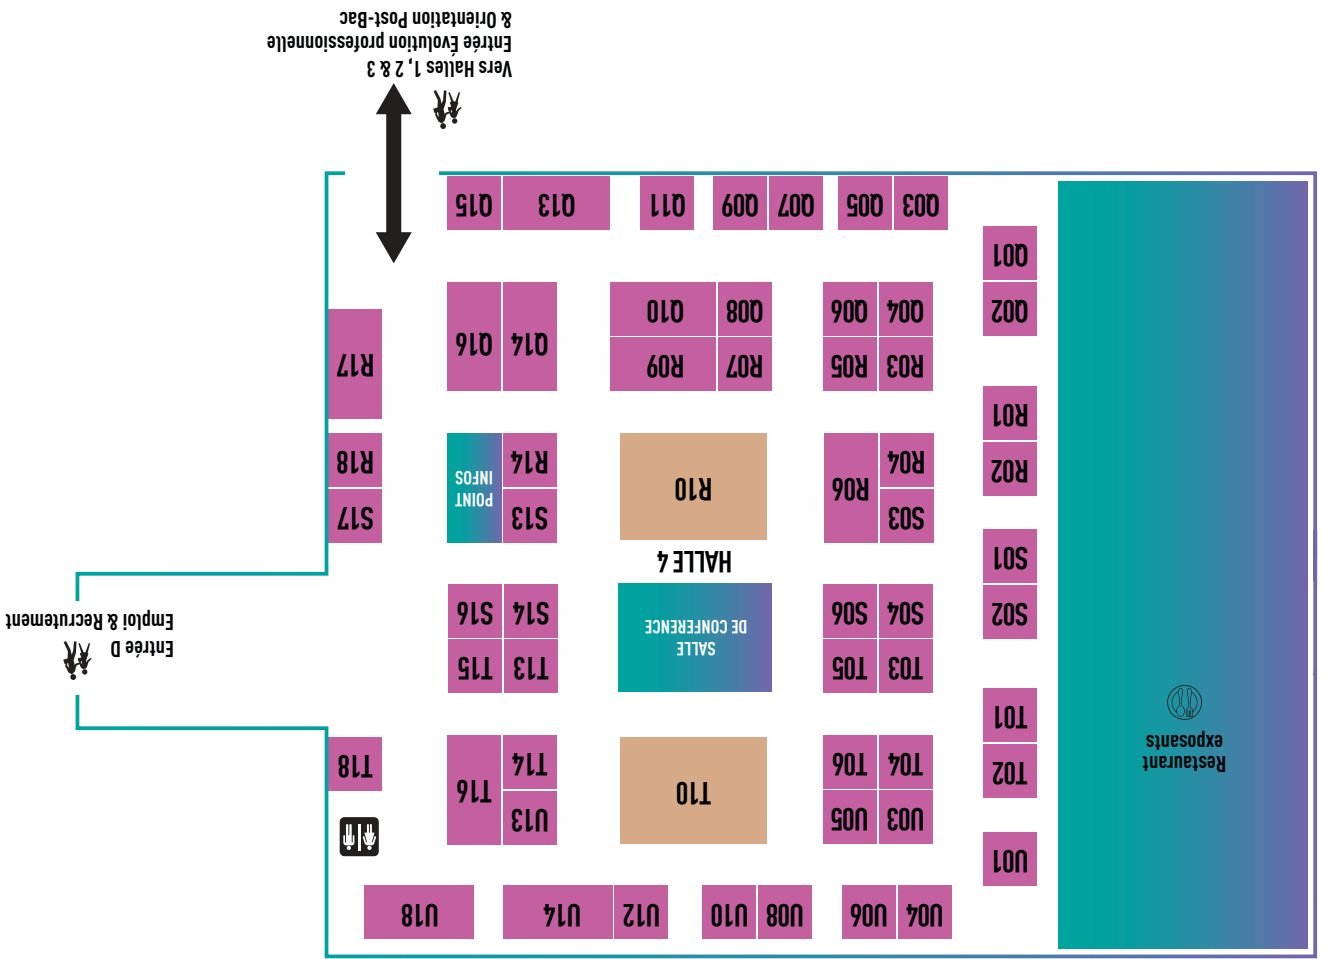 U04
U06
U08
U10
U12
U14
U18
U01
U03
U05
U13
T10
T16
T02
Restaurant
exposants
T04
T06
T14
T18
T01
T03
T05
SALLE
DE CONFERENCE
T13
T15
Entrée D
Emploi & Recrutement
S02
S04
S06
S14
S16
S01
HALLE 4
S03
S13
S17
R06
R10
POINT
INFOS
R02
R04
R14
R18
R01
R03
R05
R07
R09
Q14
Q16
R17
Q02
Q04
Q06
Q08
Q10
Q01
Q03
Q05
Q07
Q09
Q11
Q13
Q15
Vers Halles 1, 2 & 3
Entrée Évolution professionnelle
& Orientation Post-Bac